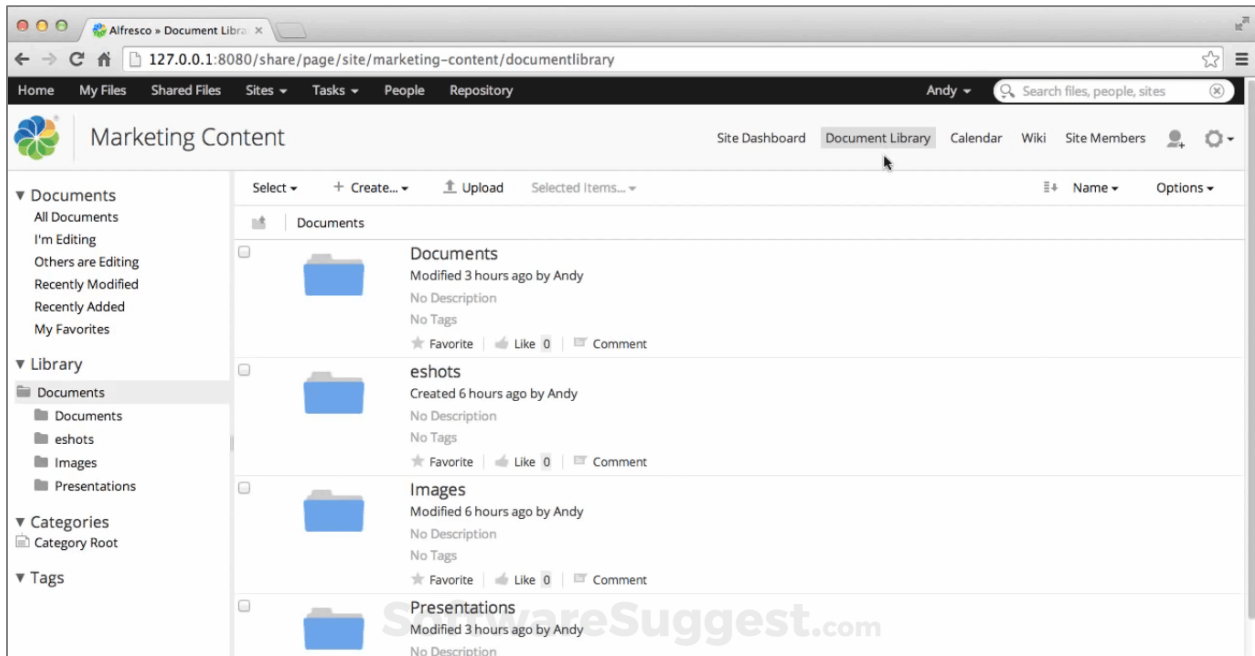 Alfresco » Document Libra
127.0.0.1:8080/share/page/site/marketing-content/documentlibrary
Home My Files Shared Files Sites Tasks People Repository Andy Search files, people, sites
Marketing Content Site Dashboard Document Library Calendar Wiki Site Members
Select + Create... Upload Selected Items... Name Options
Documents
Documents
All Documents
I'm Editing
Others are Editing
Recently Modified
Recently Added
My Favorites
Library
Documents
Documents
eshots
Images
Presentations
Categories
Category Root
Tags
Documents
Modified 3 hours ago by Andy
No Description
No Tags
Favorite Like 0 Comment
eshots
Created 6 hours ago by Andy
No Description
No Tags
Favorite Like 0 Comment
Images
Modified 6 hours ago by Andy
No Description
No Tags
Favorite Like 0 Comment
Presentations
Modified 3 hours ago by Andy
No Description
SoftwareSuggest.com